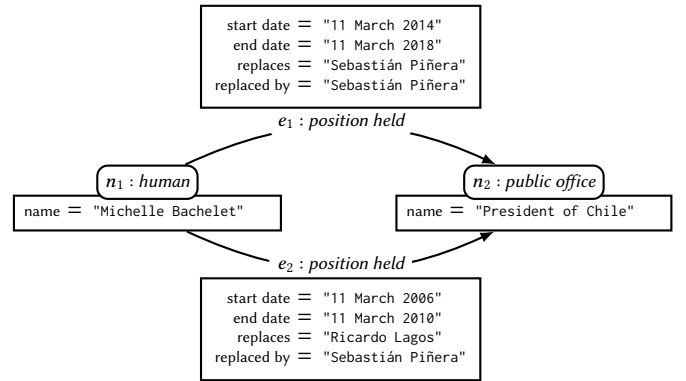 start date = "11 March 2014"
end date = "11 March 2018"
replaces = "Sebastián Piñera"
replaced by = "Sebastián Piñera"
e₁ : position held
n₁ : human
name = "Michelle Bachelet"
n₂ : public office
name = "President of Chile"
e₂ : position held
start date = "11 March 2006"
end date = "11 March 2010"
replaces = "Ricardo Lagos"
replaced by = "Sebastián Piñera"